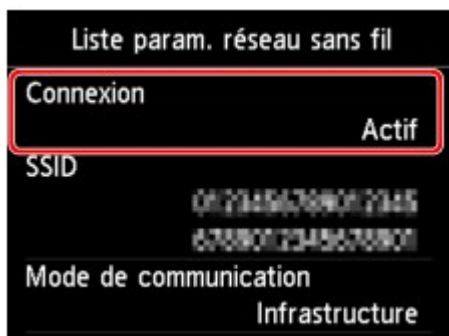 Liste param. réseau sans fil
Connexion
Actif
SSID
Mode de communication
Infrastructure